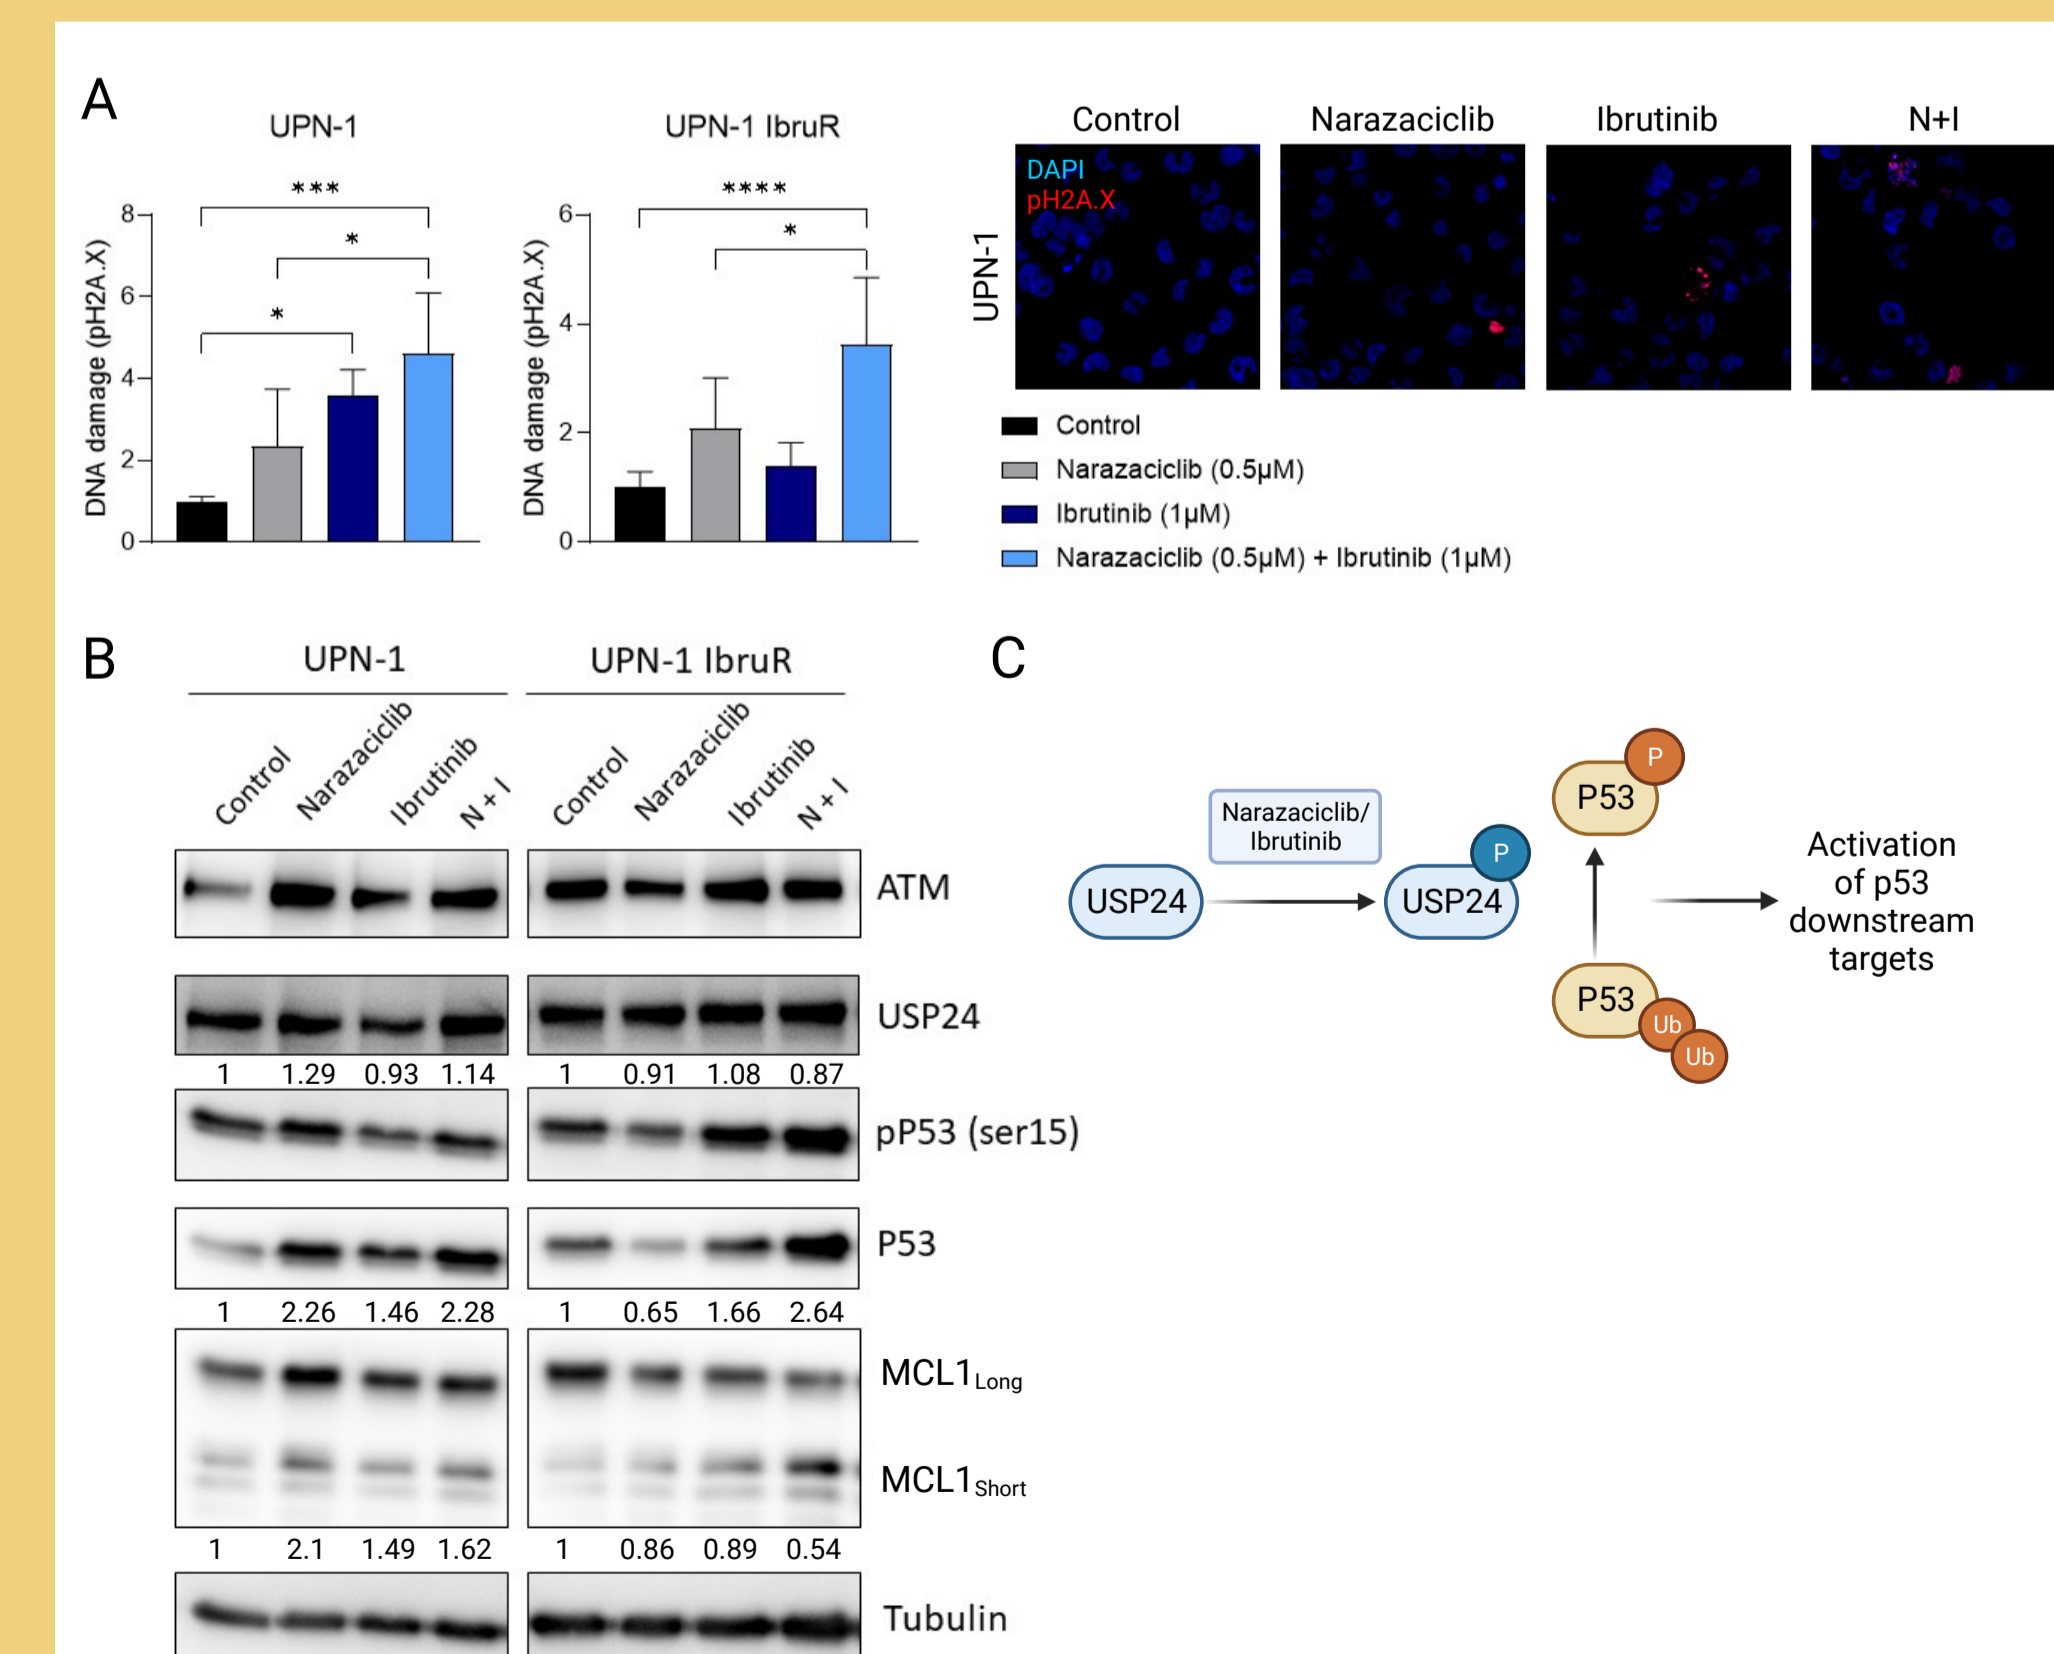 A
UPN-1
***
*
*
8
6
4
2
0
DNA damage (pH2A.X)
UPN-1 IbruR
****
*
6
4
2
0
DNA damage (pH2A.X)
Control
Narazaciclib
Ibrutinib
N+I
UPN-1
DAPI
pH2A.X
Control
Narazaciclib (0.5µM)
Ibrutinib (1µM)
Narazaciclib (0.5µM) + Ibrutinib (1µM)
B
UPN-1
UPN-1 IbruR
Control
Narazaciclib
Ibrutinib
N + I
Control
Narazaciclib
Ibrutinib
N + I
ATM
USP24
1 1.29 0.93 1.14 1 0.91 1.08 0.87
pP53 (ser15)
P53
1 2.26 1.46 2.28 1 0.65 1.66 2.64
MCL1Long
MCL1Short
1 2.1 1.49 1.62 1 0.86 0.89 0.54
Tubulin
C
USP24
Narazaciclib/
Ibrutinib
USP24
P
P53
P
P53
Ub
Ub
Activation
of p53
downstream
targets